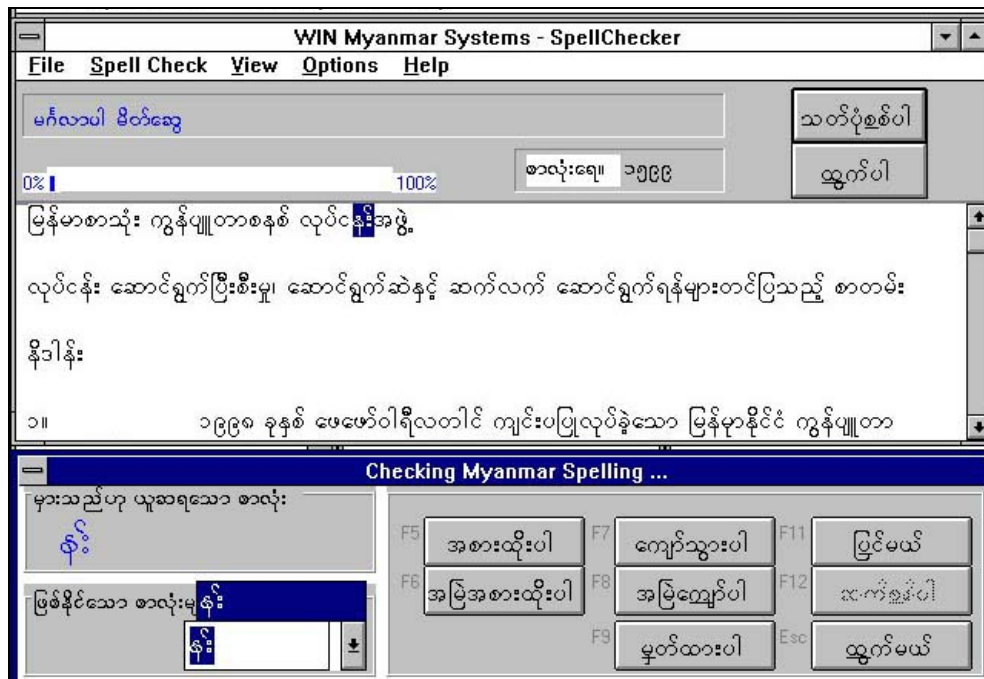 WIN Myanmar Systems - SpellChecker
File Spell Check View Options Help
မင်္ဂလာပါ မိတ်ဆွေ
သတ်ပုံစစ်ပါ
0% 100%
စာလုံးရေ။ ၁၅၉၉
ထွက်ပါ
မြန်မာစာသုံး ကွန်ပျူတာစနစ် လုပ်ငန်းအဖွဲ့
လုပ်ငန်း ဆောင်ရွက်ပြီးစီးမှု၊ ဆောင်ရွက်ဆဲနှင့် ဆက်လက် ဆောင်ရွက်ရန်များတင်ပြသည့် စာတမ်း
နိဒါန်း
၁။ ၁၉၉၈ ခုနှစ် ဖေဖော်ဝါရီလတါင် ကျင်းပပြုလုပ်ခဲ့သော မြန်မာနိုင်ငံ ကွန်ပျူတာ
Checking Myanmar Spelling ...
မှားသည်ဟု ယူဆရသော စာလုံး
နှင်း
ဖြစ်နိုင်သော စာလုံးမှ
F5 အစားထိုးပါ F7 ကျော်သွားပါ F11 ပြင်မယ်
F6 အမြဲအစားထိုးပါ F8 အမြဲကျော်ပါ F12
F9 မှတ်ထားပါ Esc ထွက်မယ်